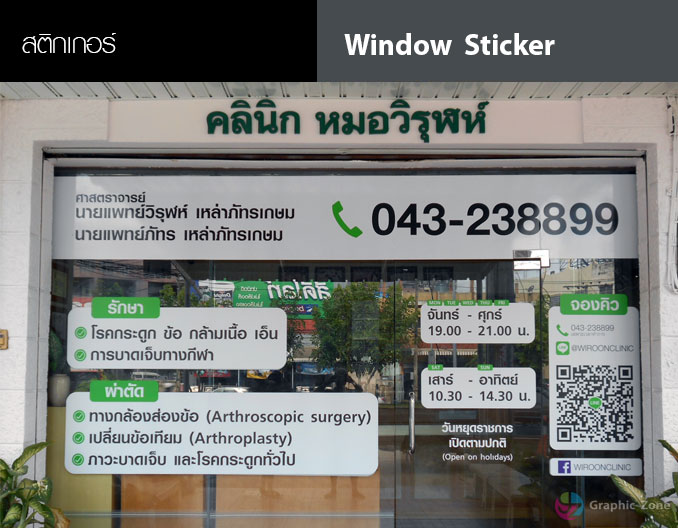 สติกเกอร์
Window Sticker
คลินิก หมอวิรุฬห์
ศาสตราจารย์
นายแพทย์วิรุฬห์ เหล่าภัทรเกษม
นายแพทย์ภัทร เหล่าภัทรเกษม
043-238899
รักษา
โรคกระดูก ข้อ กล้ามเนื้อ เอ็น
การบาดเจ็บทางกีฬา
ผ่าตัด
ทางกล้องส่องข้อ (Arthroscopic surgery)
เปลี่ยนข้อเทียม (Arthroplasty)
ภาวะบาดเจ็บ และโรคกระดูกทั่วไป
MON TUE WED THU FRI
จันทร์ - ศุกร์
19.00 - 21.00 น.
SAT SUN
เสาร์ - อาทิตย์
10.30 - 14.30 น.
วันหยุดราชการ
เปิดตามปกติ
(Open on holidays)
จองคิว
043-238899
@WIROONCLINIC
LINE
WIROONCLINIC
Graphic-Zone